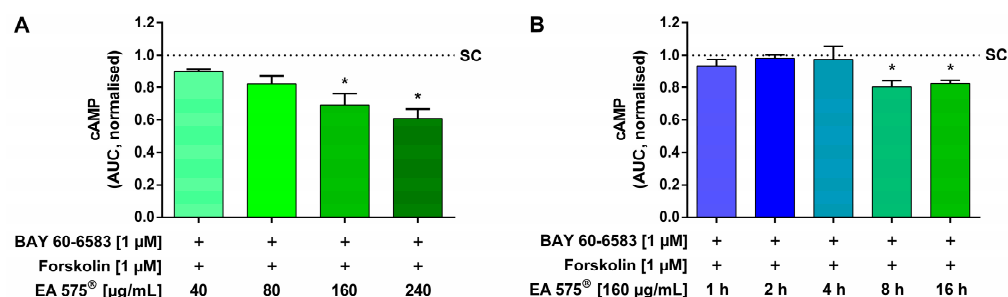 A
1.2
1.0
0.8
0.6
0.4
0.2
0.0
cAMP
(AUC, normalised)
SC
*
*
BAY 60-6583 [1 µM] + + + +
Forskolin [1 µM] + + + +
EA 575® [µg/mL] 40 80 160 240
B
1.2
1.0
0.8
0.6
0.4
0.2
0.0
cAMP
(AUC, normalised)
SC
*
*
BAY 60-6583 [1 µM] + + + + +
Forskolin [1 µM] + + + + +
EA 575® [160 µg/mL] 1 h 2 h 4 h 8 h 16 h